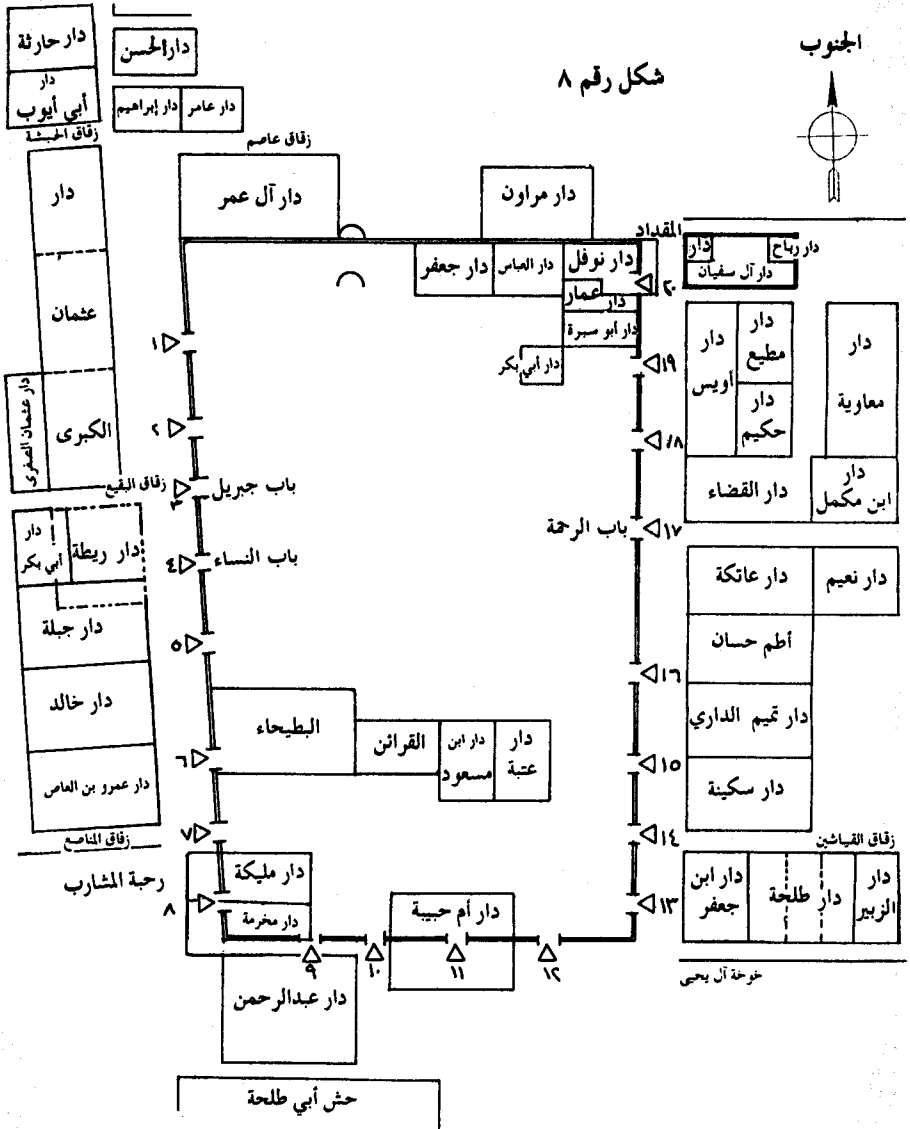 الجنوب
شكل رقم ٨
دار حارثة
دار
أبي أيوب
دار الحسن
دار إبراهيم
دار عامر
زقاق الحبشة
زقاق عاصم
دار آل عمر
دار مراون
المقداد
دار
دار رباح
دار آل سفيان
دار
عثمان
الكبرى
دار عثمان الصغرى
دار جعفر
دار العباس
دار نوفل
عمار
دار
دار أبو سبرة
دار أبي بكر
٢٠
١
١٩
٢
١٨
زقاق البقيع
٣
باب جبريل
باب الرحمة
١٧
٤
باب النساء
دار
أويس
دار
مطيع
دار
حكيم
دار
معاوية
دار القضاء
دار
ابن مكمل
دار
أبي بكر
دار ريطة
دار جبلة
دار خالد
دار عمرو بن العاص
زقاق المناصع
دار عاتكة
دار نعيم
أطم حسان
دار تميم الداري
دار سكينة
زقاق القياشين
٥
١٦
البطيحاء
القرائن
دار ابن
مسعود
دار
عتبة
٦
١٥
٧
١٤
رحبة المشارب
٨
دار مليكة
دار مخرمة
دار أم حبيبة
١٣
دار ابن
جعفر
دار طلحة
دار
الزبير
٩
١٠
١١
١٢
خوخة آل يحيى
دار عبدالرحمن
حش أبي طلحة